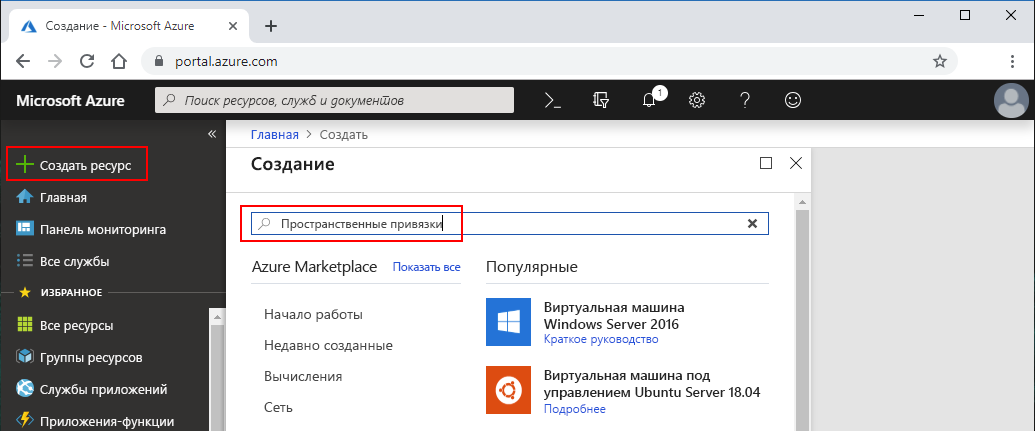 Создание - Microsoft Azure
portal.azure.com
Microsoft Azure
Поиск ресурсов, служб и документов
1
Создать ресурс
Главная
Панель мониторинга
Все службы
ИЗБРАННОЕ
Все ресурсы
Группы ресурсов
Службы приложений
Приложения-функции
Главная > Создать
Создание
Пространственные привязки
Azure Marketplace Показать все
Начало работы
Недавно созданные
Вычисления
Сеть
Популярные
Виртуальная машина
Windows Server 2016
Краткое руководство
Виртуальная машина под
управлением Ubuntu Server 18.04
Подробнее